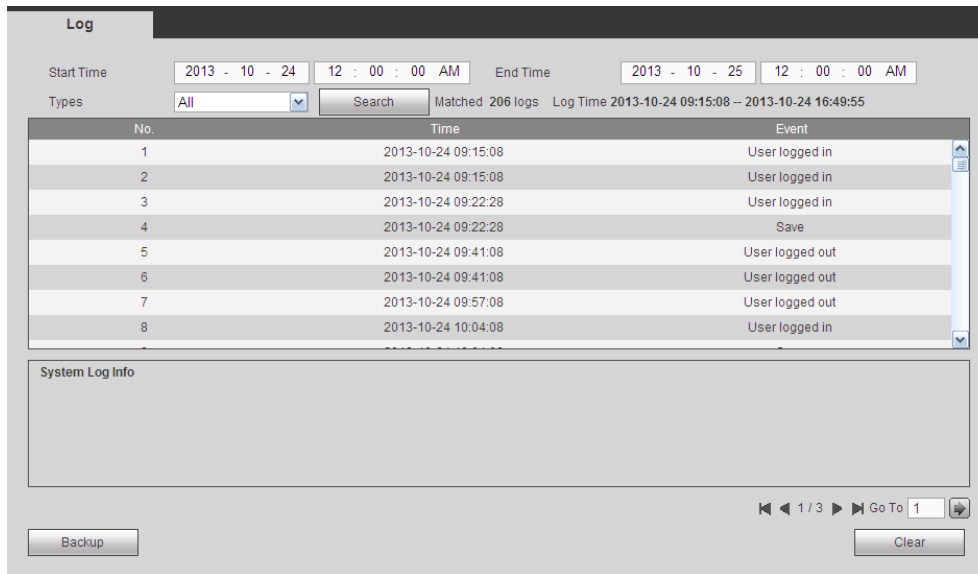 Log
Start Time 2013 - 10 - 24 12 : 00 : 00 AM End Time 2013 - 10 - 25 12 : 00 : 00 AM
Types All Search Matched 206 logs Log Time 2013-10-24 09:15:08 -- 2013-10-24 16:49:55
No. Time Event
1 2013-10-24 09:15:08 User logged in
2 2013-10-24 09:15:08 User logged in
3 2013-10-24 09:22:28 User logged in
4 2013-10-24 09:22:28 Save
5 2013-10-24 09:41:08 User logged out
6 2013-10-24 09:41:08 User logged out
7 2013-10-24 09:57:08 User logged out
8 2013-10-24 10:04:08 User logged in
System Log Info
1 / 3 Go To 1
Backup Clear